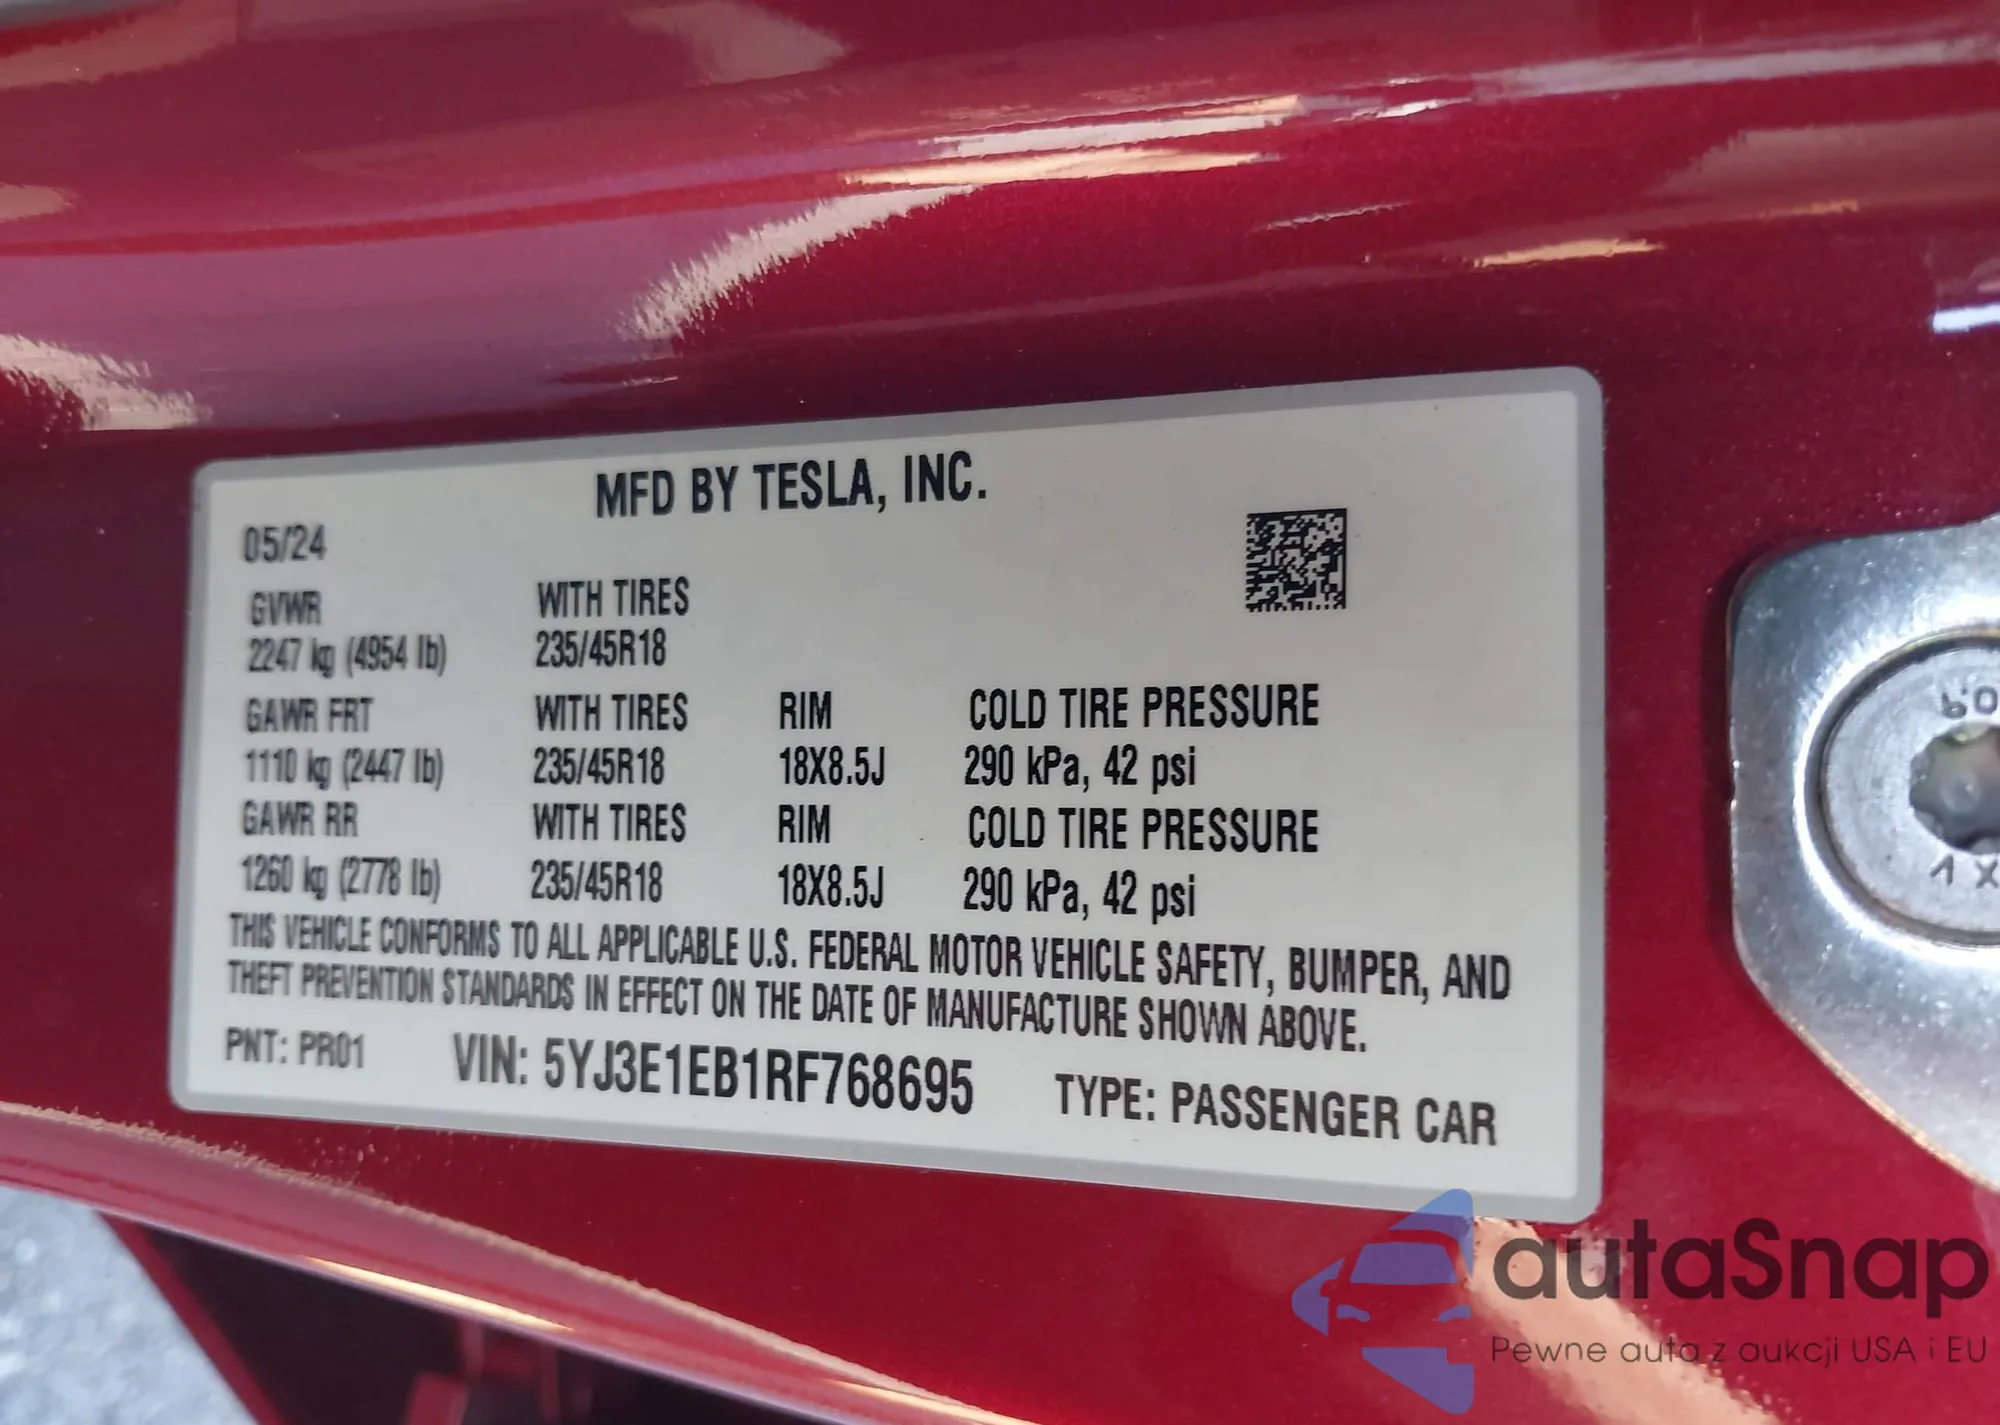 MFD BY TESLA, INC.
05/24
GVWR WITH TIRES
2247 kg (4954 lb) 235/45R18
GAWR FRT WITH TIRES RIM COLD TIRE PRESSURE
1110 kg (2447 lb) 235/45R18 18X8.5J 290 kPa, 42 psi
GAWR RR WITH TIRES RIM COLD TIRE PRESSURE
1260 kg (2778 lb) 235/45R18 18X8.5J 290 kPa, 42 psi
THIS VEHICLE CONFORMS TO ALL APPLICABLE U.S. FEDERAL MOTOR VEHICLE SAFETY, BUMPER, AND
THEFT PREVENTION STANDARDS IN EFFECT ON THE DATE OF MANUFACTURE SHOWN ABOVE.
PNT: PR01 VIN: 5YJ3E1EB1RF768695 TYPE: PASSENGER CAR
autaSnap
Pewne auta z aukcji USA i EU